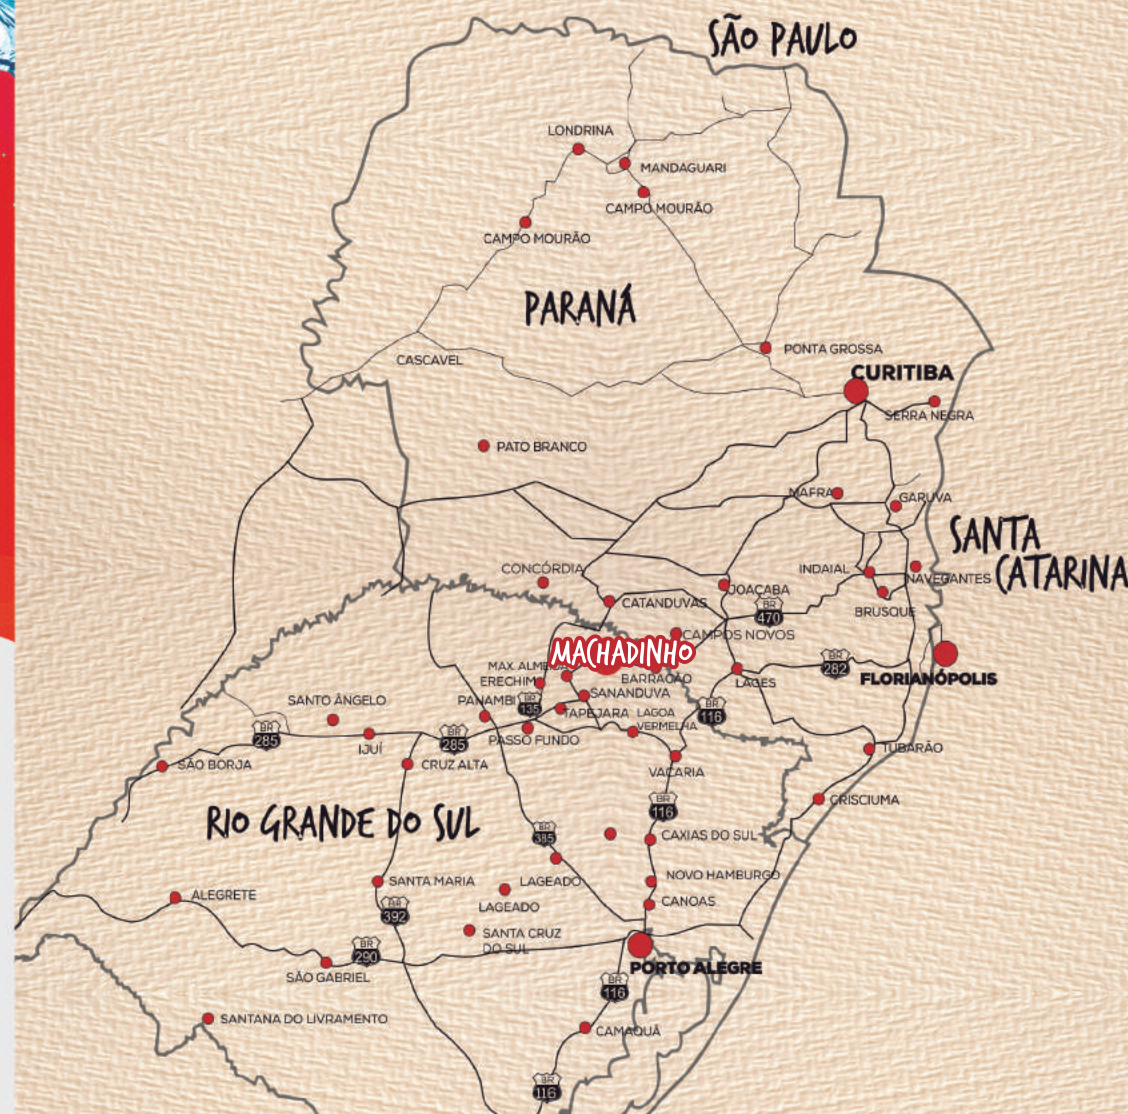 SÃO PAULO
LONDRINA
MANDAGUARI
CAMPO MOURÃO
CAMPO MOURÃO
PARANÁ
CASCAVEL
PONTA GROSSA
CURITIBA
SERRA NEGRA
PATO BRANCO
MAFRA
GARUVA
SANTA
CATARINA
CONCÓRDIA
INDAIAL
NAVEGANTES
JOAÇABA
CATANDUVAS
BR
470
BRUSQUE
CAMPOS NOVOS
MACHADINHO
MAX. ALMEIDA
BARRACÃO
BR
282
FLORIANÓPOLIS
ERECHIM
LAGES
SANANDUVA
SANTO ÂNGELO
PANAMBI
BR
135
TAPEJARA
LAGOA
VERMELHA
BR
116
BR
285
IJUÍ
BR
285
PASSO FUNDO
TUBARÃO
SÃO BORJA
CRUZ ALTA
VACARIA
CRISCIUMA
BR
116
RIO GRANDE DO SUL
BR
385
CAXIAS DO SUL
ALEGRETE
SANTA MARIA
LAGEADO
NOVO HAMBURGO
LAGEADO
CANOAS
BR
392
SANTA CRUZ
DO SUL
BR
290
SÃO GABRIEL
PORTO ALEGRE
BR
116
SANTANA DO LIVRAMENTO
CAMAQUÃ
BR
116